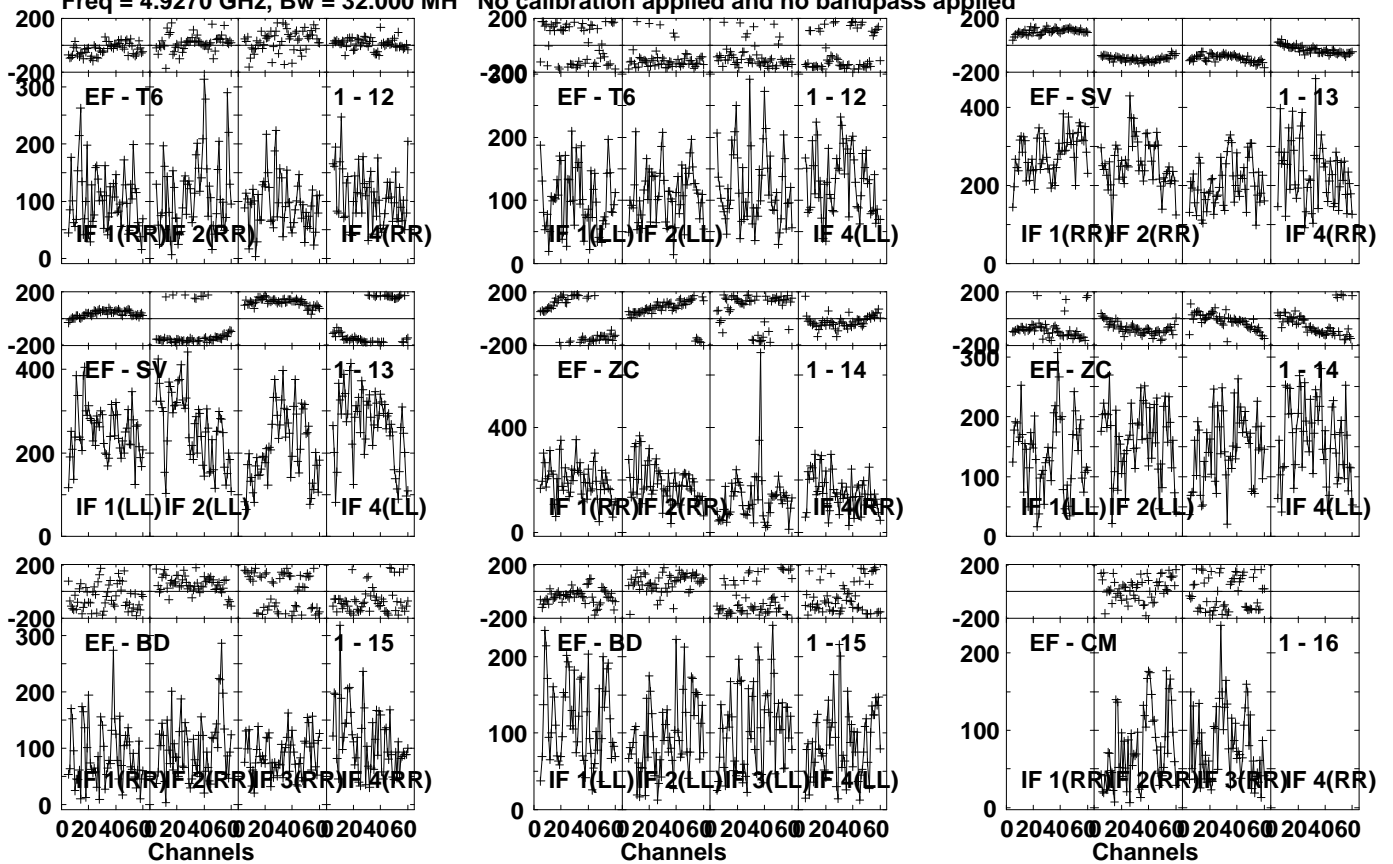 Freq = 4.9270 GHz, Bw = 32.000 MH No calibration applied and no bandpass applied
200 200 200
-200 -200 -200
300 300
EF - T6 1 - 12 EF - T6 1 - 12 EF - SV 1 - 13
400
200 200
200
100 100
IF 1(RR) IF 2(RR) IF 4(RR) IF 1(LL) IF 2(LL) IF 4(LL) IF 1(RR) IF 2(RR) IF 4(RR)
0 0 0
200 200 200
-200 -200 -200
300
EF - SV 1 - 13 EF - ZC 1 - 14 EF - ZC 1 - 14
400
400 200
200
100
IF 1(LL) IF 2(LL) IF 4(LL) IF 1(RR) IF 2(RR) IF 4(RR) IF 1(LL) IF 2(LL) IF 4(LL)
0 0 0
200 200 200
-200 -200 -200
300
EF - BD 1 - 15 EF - BD 1 - 15 EF - CM 1 - 16
200 200
200
100 100 100
IF 1(RR) IF 2(RR) IF 3(RR) IF 4(RR) IF 1(LL) IF 2(LL) IF 3(LL) IF 4(LL) IF 1(RR) IF 2(RR) IF 3(RR) IF 4(RR)
0 0 0
0 20 40 60 0 20 40 60 0 20 40 60 0 20 40 60 0 20 40 60 0 20 40 60 0 20 40 60 0 20 40 60 0 20 40 60 0 20 40 60 0 20 40 60 0 20 40 60
Channels Channels Channels